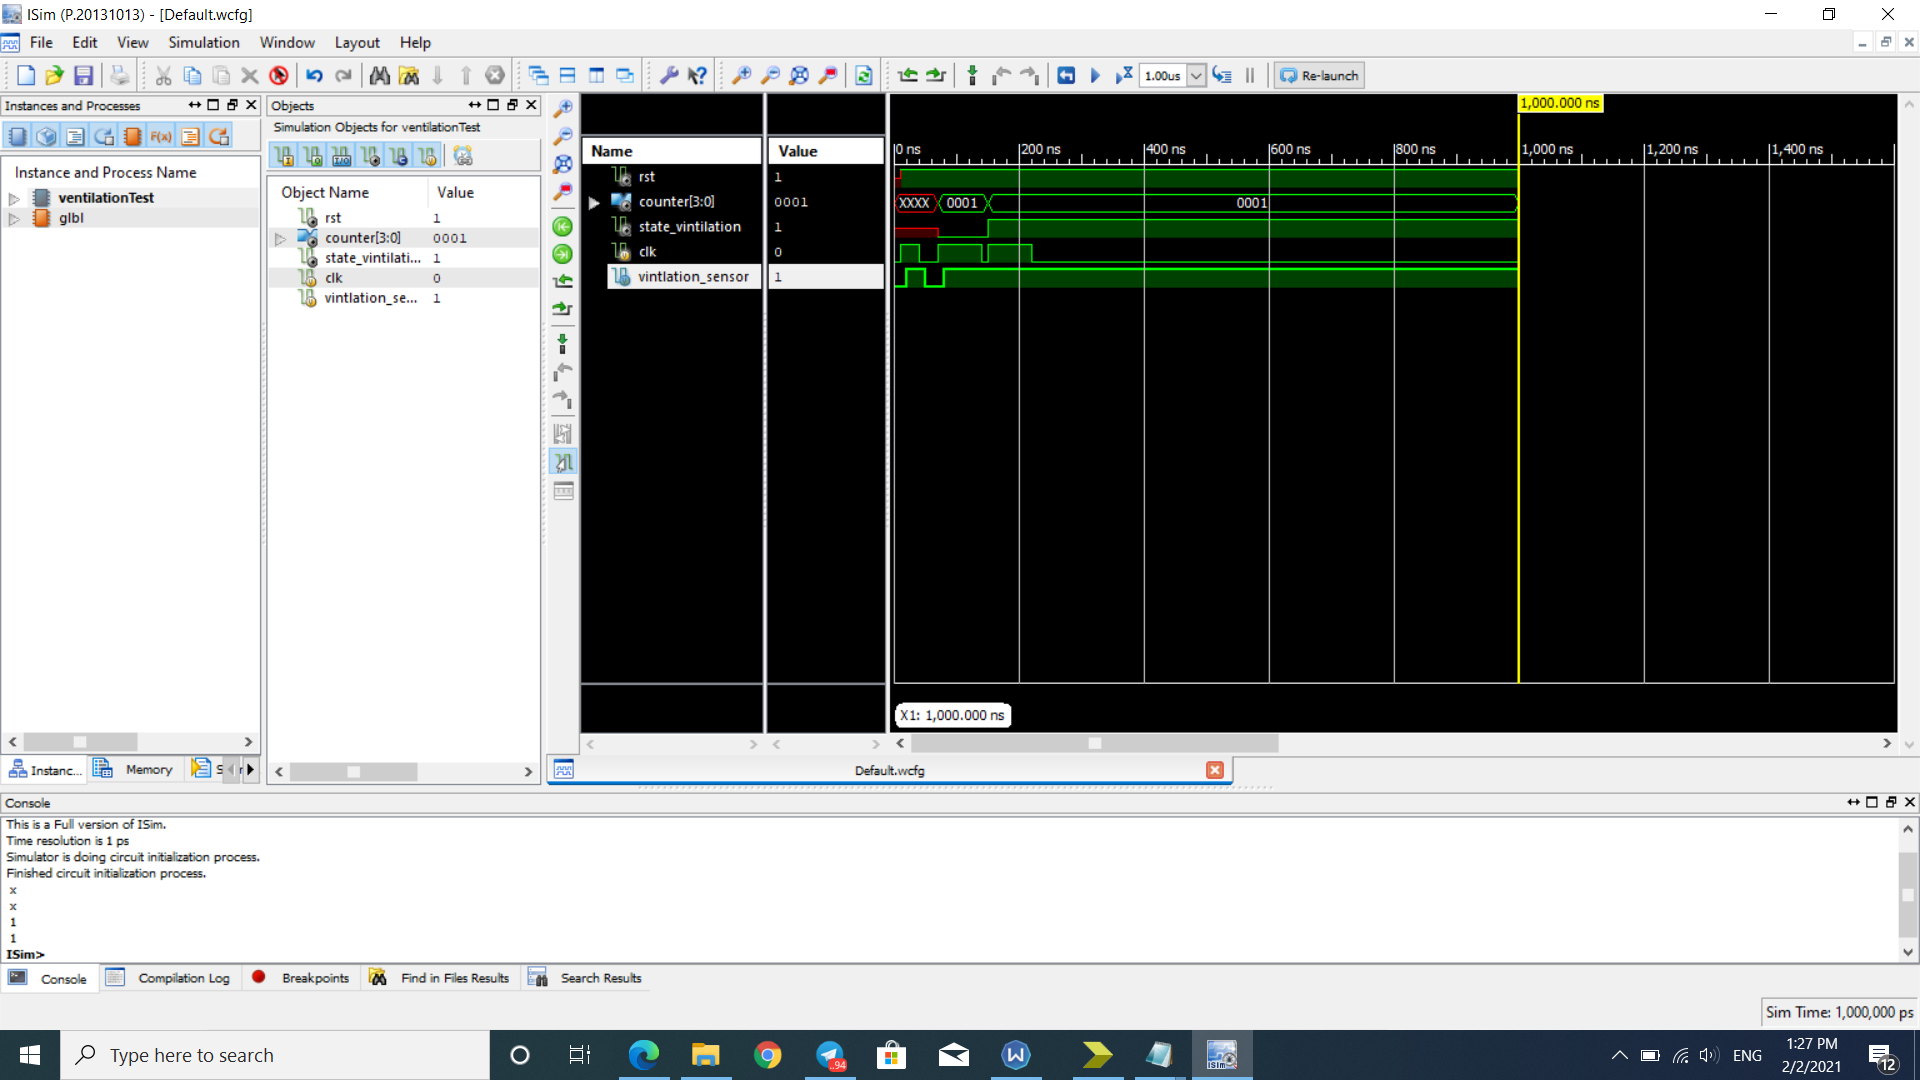 ISim (P.20131013) - [Default.wcfg]
File Edit View Simulation Window Layout Help
1.00us Re-launch
Instances and Processes
Instance and Process Name
ventilationTest
glbl
Instanc... Memory
Objects
Simulation Objects for ventilationTest
Object Name Value
rst 1
counter[3:0] 0001
state_vintilati... 1
clk 0
vintlation_se... 1
Name Value
rst 1
counter[3:0] 0001
state_vintilation 1
clk 0
vintlation_sensor 1
1,000.000 ns
0 ns 200 ns 400 ns 600 ns 800 ns 1,000 ns 1,200 ns 1,400 ns
XXXX 0001 0001
X1: 1,000.000 ns
Default.wcfg
Console
This is a Full version of ISim.
Time resolution is 1 ps
Simulator is doing circuit initialization process.
Finished circuit initialization process.
x
x
1
1
ISim>
Console Compilation Log Breakpoints Find in Files Results Search Results
Sim Time: 1,000,000 ps
Type here to search
94
ISim
ENG
1:27 PM
2/2/2021
12